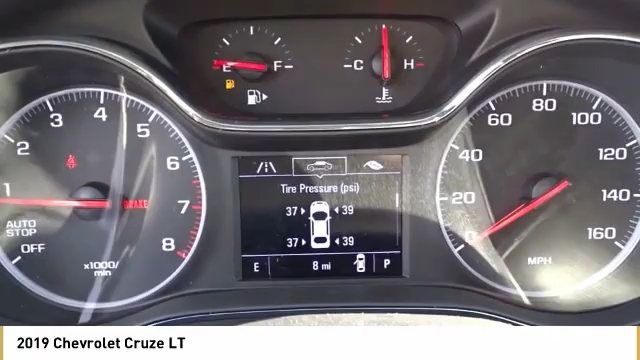 E F
C H
1 2 3 4 5 6 7 8
AUTO
STOP
OFF
x1000/
min
BRAKE
Tire Pressure (psi)
37 39
37 39
E 8 mi P
0 20 40 60 80 100 120 140 160
MPH
2019 Chevrolet Cruze LT